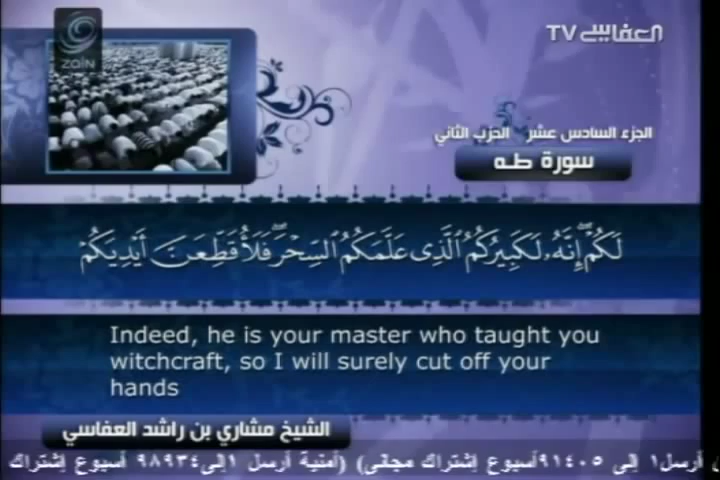 ZAIN
العفاسي TV
الجزء السادس عشر الحزب الثاني
سورة طه
لَكُمْ ۖ إِنَّهُ لَكَبِيرُكُمُ الَّذِي عَلَّمَكُمُ السِّحْرَ ۖ فَلَأُقَطِّعَنَّ أَيْدِيَكُمْ
Indeed, he is your master who taught you
witchcraft, so I will surely cut off your
hands
الشيخ مشاري بن راشد العفاسي
أرسل ١ إلى ٩١٤٠٥ أسبوع إشتراك مجاني) (أمنية أرسل ١ إلى ٩٨٩٣٤ أسبوع إشتراك